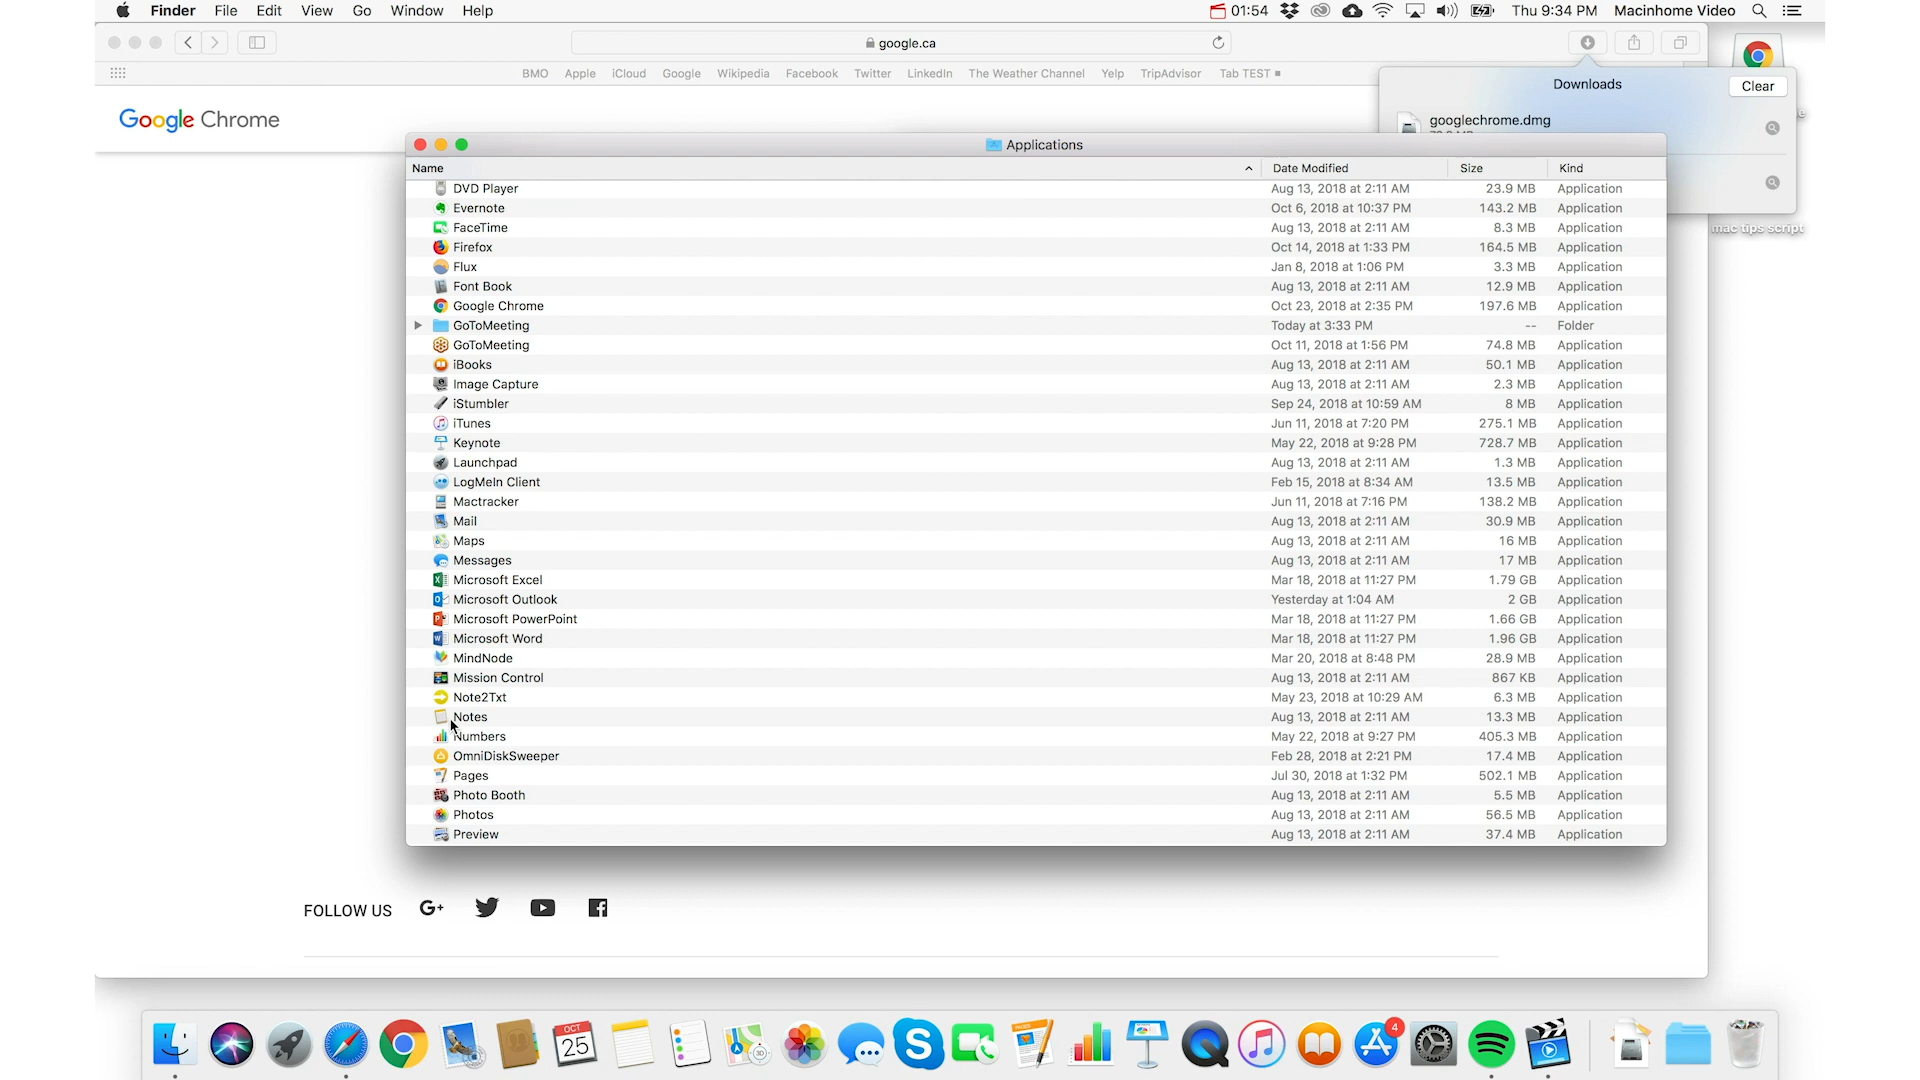 Finder File Edit View Go Window Help 01:54 Thu 9:34 PM Macinhome Video
google.ca
BMO Apple iCloud Google Wikipedia Facebook Twitter LinkedIn The Weather Channel Yelp TripAdvisor Tab TEST
Downloads Clear
Google Chrome
googlechrome.dmg
Applications
Name Date Modified Size Kind
DVD Player Aug 13, 2018 at 2:11 AM 23.9 MB Application
Evernote Oct 6, 2018 at 10:37 PM 143.2 MB Application
FaceTime Aug 13, 2018 at 2:11 AM 8.3 MB Application
mac tips script
Firefox Oct 14, 2018 at 1:33 PM 164.5 MB Application
Flux Jan 8, 2018 at 1:06 PM 3.3 MB Application
Font Book Aug 13, 2018 at 2:11 AM 12.9 MB Application
Google Chrome Oct 23, 2018 at 2:35 PM 197.6 MB Application
GoToMeeting Today at 3:33 PM -- Folder
GoToMeeting Oct 11, 2018 at 1:56 PM 74.8 MB Application
iBooks Aug 13, 2018 at 2:11 AM 50.1 MB Application
Image Capture Aug 13, 2018 at 2:11 AM 2.3 MB Application
iStumbler Sep 24, 2018 at 10:59 AM 8 MB Application
iTunes Jun 11, 2018 at 7:20 PM 275.1 MB Application
Keynote May 22, 2018 at 9:28 PM 728.7 MB Application
Launchpad Aug 13, 2018 at 2:11 AM 1.3 MB Application
LogMeIn Client Feb 15, 2018 at 8:34 AM 13.5 MB Application
Mactracker Jun 11, 2018 at 7:16 PM 138.2 MB Application
Mail Aug 13, 2018 at 2:11 AM 30.9 MB Application
Maps Aug 13, 2018 at 2:11 AM 16 MB Application
Messages Aug 13, 2018 at 2:11 AM 17 MB Application
Microsoft Excel Mar 18, 2018 at 11:27 PM 1.79 GB Application
Microsoft Outlook Yesterday at 1:04 AM 2 GB Application
Microsoft PowerPoint Mar 18, 2018 at 11:27 PM 1.66 GB Application
Microsoft Word Mar 18, 2018 at 11:27 PM 1.96 GB Application
MindNode Mar 20, 2018 at 8:48 PM 28.9 MB Application
Mission Control Aug 13, 2018 at 2:11 AM 867 KB Application
Note2Txt May 23, 2018 at 10:29 AM 6.3 MB Application
Notes Aug 13, 2018 at 2:11 AM 13.3 MB Application
Numbers May 22, 2018 at 9:27 PM 405.3 MB Application
OmniDiskSweeper Feb 28, 2018 at 2:21 PM 17.4 MB Application
Pages Jul 30, 2018 at 1:32 PM 502.1 MB Application
Photo Booth Aug 13, 2018 at 2:11 AM 5.5 MB Application
Photos Aug 13, 2018 at 2:11 AM 56.5 MB Application
Preview Aug 13, 2018 at 2:11 AM 37.4 MB Application
FOLLOW US G+
OCT
25
PAGES
3D
4